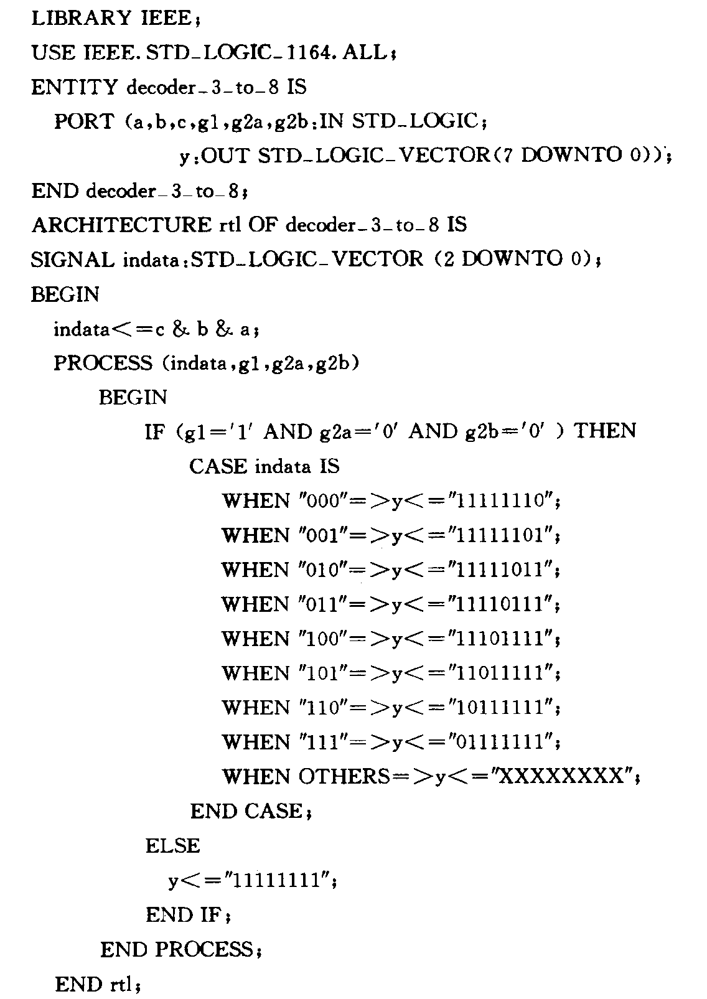 LIBRARY IEEE;
USE IEEE.STD_LOGIC_1164.ALL;
ENTITY decoder_3_to_8 IS
PORT (a,b,c,g1,g2a,g2b:IN STD_LOGIC;
y:OUT STD_LOGIC_VECTOR(7 DOWNTO 0));
END decoder_3_to_8;
ARCHITECTURE rtl OF decoder_3_to_8 IS
SIGNAL indata:STD_LOGIC_VECTOR (2 DOWNTO 0);
BEGIN
indata<=c & b & a;
PROCESS (indata,g1,g2a,g2b)
BEGIN
IF (g1='1' AND g2a='0' AND g2b='0' ) THEN
CASE indata IS
WHEN "000"=>y<="11111110";
WHEN "001"=>y<="11111101";
WHEN "010"=>y<="11111011";
WHEN "011"=>y<="11110111";
WHEN "100"=>y<="11101111";
WHEN "101"=>y<="11011111";
WHEN "110"=>y<="10111111";
WHEN "111"=>y<="01111111";
WHEN OTHERS=>y<="XXXXXXXX";
END CASE;
ELSE
y<="11111111";
END IF;
END PROCESS;
END rtl;